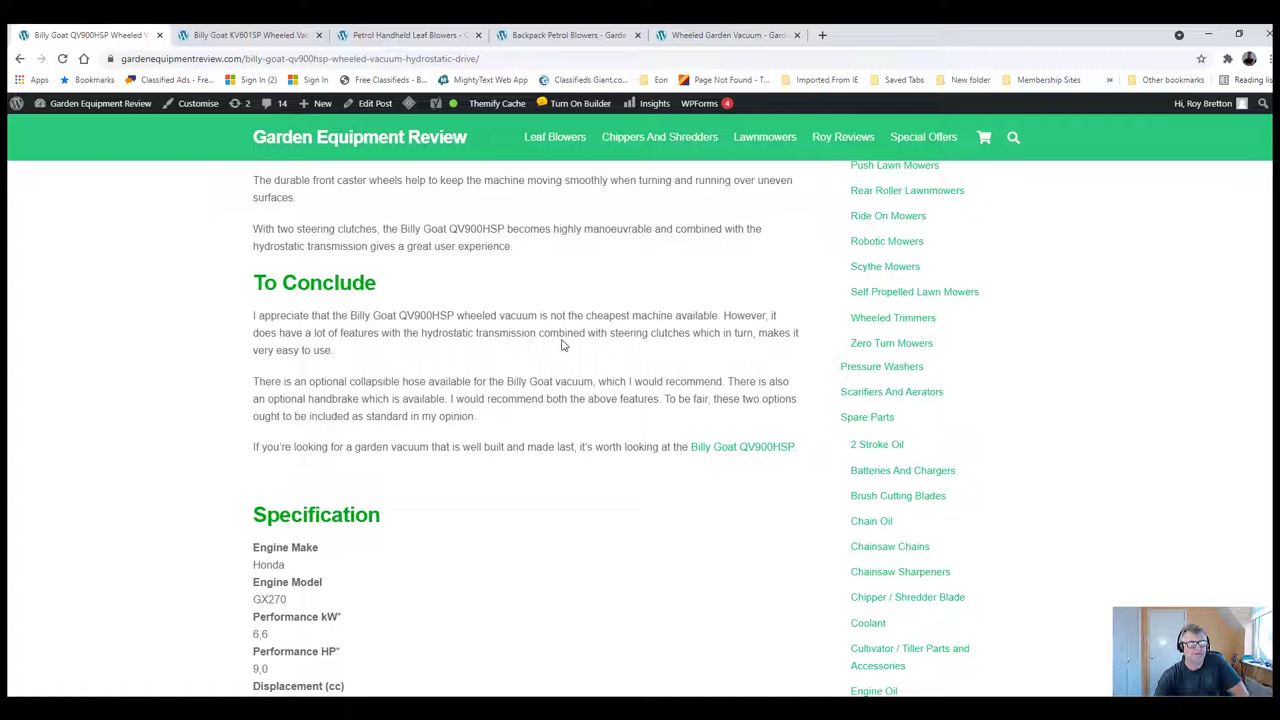 Billy Goat QV900HSP Wheeled V
Billy Goat KV601SP Wheeled Vac
Petrol Handheld Leaf Blowers - C
Backpack Petrol Blowers - Garde
Wheeled Garden Vacuum - Gard
gardenequipmentreview.com/billy-goat-qv900hsp-wheeled-vacuum-hydrostatic-drive/
Apps Bookmarks Classified Ads - Free... Sign In (2) Sign In Free Classifieds - B... MightyText Web App Classifieds Giant.co... Eon Page Not Found - T... Imported From IE Saved Tabs New folder Membership Sites » Other bookmarks Reading list
Garden Equipment Review Customise 2 14 New Edit Post Themify Cache Turn On Builder Insights WPForms 4 Hi, Roy Bretton
Garden Equipment Review Leaf Blowers Chippers And Shredders Lawnmowers Roy Reviews Special Offers
The durable front caster wheels help to keep the machine moving smoothly when turning and running over uneven
surfaces.
With two steering clutches, the Billy Goat QV900HSP becomes highly manoeuvrable and combined with the
hydrostatic transmission gives a great user experience.
To Conclude
I appreciate that the Billy Goat QV900HSP wheeled vacuum is not the cheapest machine available. However, it
does have a lot of features with the hydrostatic transmission combined with steering clutches which in turn, makes it
very easy to use.
There is an optional collapsible hose available for the Billy Goat vacuum, which I would recommend. There is also
an optional handbrake which is available. I would recommend both the above features. To be fair, these two options
ought to be included as standard in my opinion.
If you're looking for a garden vacuum that is well built and made last, it's worth looking at the Billy Goat QV900HSP.
Specification
Engine Make
Honda
Engine Model
GX270
Performance kW*
6,6
Performance HP*
9,0
Displacement (cc)
Push Lawn Mowers
Rear Roller Lawnmowers
Ride On Mowers
Robotic Mowers
Scythe Mowers
Self Propelled Lawn Mowers
Wheeled Trimmers
Zero Turn Mowers
Pressure Washers
Scarifiers And Aerators
Spare Parts
2 Stroke Oil
Batteries And Chargers
Brush Cutting Blades
Chain Oil
Chainsaw Chains
Chainsaw Sharpeners
Chipper / Shredder Blade
Coolant
Cultivator / Tiller Parts and
Accessories
Engine Oil